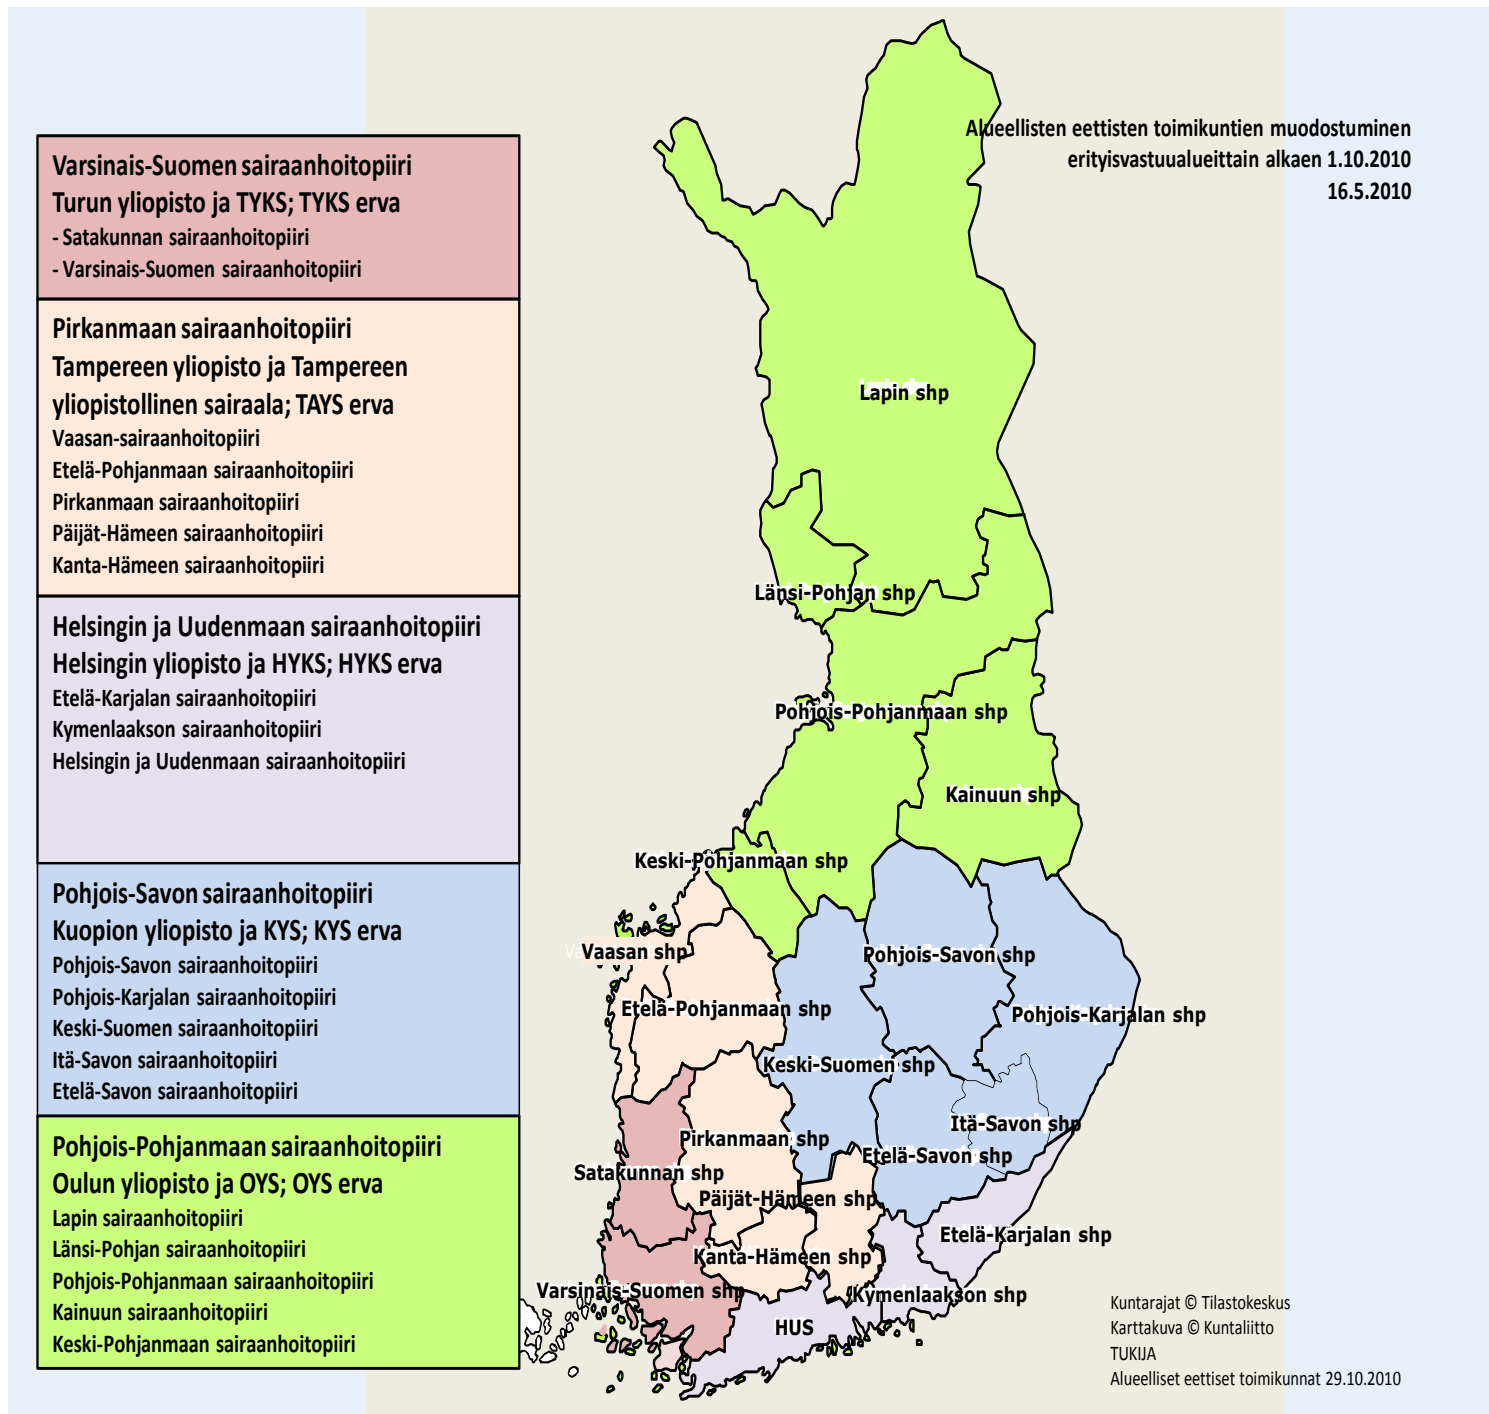 Alueellisten eettisten toimikuntien muodostuminen
erityisvastuualueittain alkaen 1.10.2010
16.5.2010
Varsinais-Suomen sairaanhoitopiiri
Turun yliopisto ja TYKS; TYKS erva
- Satakunnan sairaanhoitopiiri
- Varsinais-Suomen sairaanhoitopiiri
Pirkanmaan sairaanhoitopiiri
Tampereen yliopisto ja Tampereen
yliopistollinen sairaala; TAYS erva
Vaasan-sairaanhoitopiiri
Etelä-Pohjanmaan sairaanhoitopiiri
Pirkanmaan sairaanhoitopiiri
Päijät-Hämeen sairaanhoitopiiri
Kanta-Hämeen sairaanhoitopiiri
Helsingin ja Uudenmaan sairaanhoitopiiri
Helsingin yliopisto ja HYKS; HYKS erva
Etelä-Karjalan sairaanhoitopiiri
Kymenlaakson sairaanhoitopiiri
Helsingin ja Uudenmaan sairaanhoitopiiri
Pohjois-Savon sairaanhoitopiiri
Kuopion yliopisto ja KYS; KYS erva
Pohjois-Savon sairaanhoitopiiri
Pohjois-Karjalan sairaanhoitopiiri
Keski-Suomen sairaanhoitopiiri
Itä-Savon sairaanhoitopiiri
Etelä-Savon sairaanhoitopiiri
Pohjois-Pohjanmaan sairaanhoitopiiri
Oulun yliopisto ja OYS; OYS erva
Lapin sairaanhoitopiiri
Länsi-Pohjan sairaanhoitopiiri
Pohjois-Pohjanmaan sairaanhoitopiiri
Kainuun sairaanhoitopiiri
Keski-Pohjanmaan sairaanhoitopiiri
Lapin shp
Länsi-Pohjan shp
Pohjois-Pohjanmaan shp
Kainuun shp
Keski-Pohjanmaan shp
Vaasan shp
Pohjois-Savon shp
Etelä-Pohjanmaan shp
Pohjois-Karjalan shp
Keski-Suomen shp
Itä-Savon shp
Pirkanmaan shp
Etelä-Savon shp
Satakunnan shp
Päijät-Hämeen shp
Etelä-Karjalan shp
Kanta-Hämeen shp
Varsinais-Suomen shp
Kymenlaakson shp
HUS
Kuntarajat © Tilastokeskus
Karttakuva © Kuntaliitto
TUKIJA
Alueelliset eettiset toimikunnat 29.10.2010